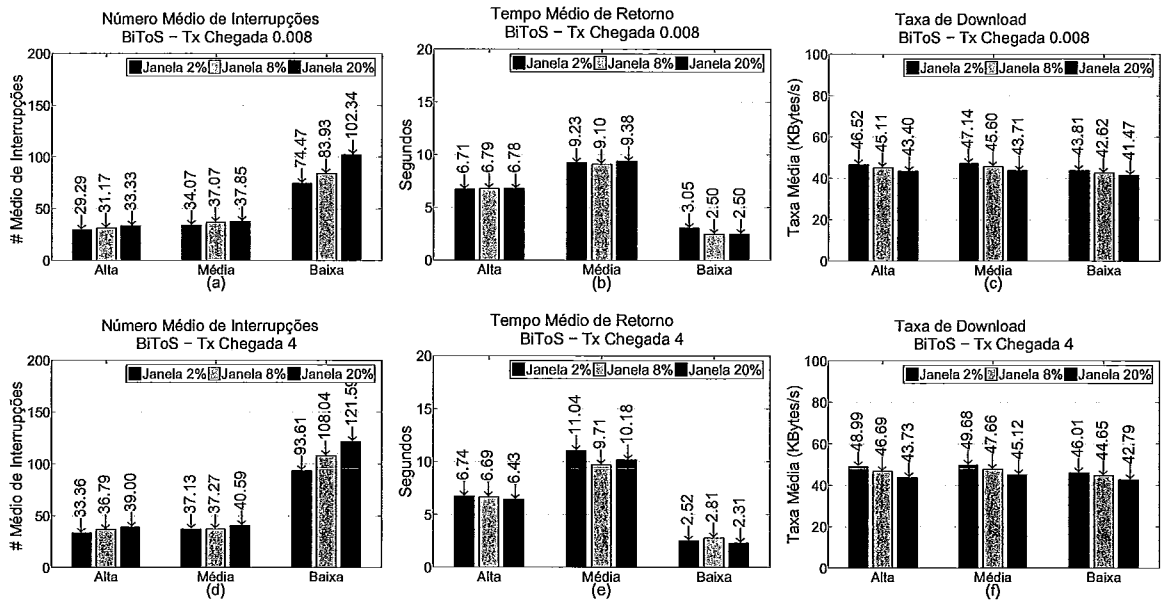 Número Médio de Interrupções
BiToS – Tx Chegada 0.008
# Médio de Interrupções
200
150
100
50
0
Janela 2% Janela 8% Janela 20%
29.29 31.17 33.33
34.07 37.07 37.85
74.47 83.93 102.34
Alta Média Baixa
(a)
Tempo Médio de Retorno
BiToS – Tx Chegada 0.008
Segundos
20
15
10
5
0
Janela 2% Janela 8% Janela 20%
6.71 6.79 6.78
9.23 9.10 9.38
3.05 2.50 2.50
Alta Média Baixa
(b)
Taxa de Download
BiToS – Tx Chegada 0.008
Taxa Média (KBytes/s)
100
80
60
40
20
0
Janela 2% Janela 8% Janela 20%
46.52 45.11 43.40
47.14 45.60 43.71
43.81 42.62 41.47
Alta Média Baixa
(c)
Número Médio de Interrupções
BiToS – Tx Chegada 4
# Médio de Interrupções
200
150
100
50
0
Janela 2% Janela 8% Janela 20%
33.36 36.79 39.00
37.13 37.27 40.59
93.61 108.04 121.59
Alta Média Baixa
(d)
Tempo Médio de Retorno
BiToS – Tx Chegada 4
Segundos
20
15
10
5
0
Janela 2% Janela 8% Janela 20%
6.74 6.69 6.43
11.04 9.71 10.18
2.52 2.81 2.31
Alta Média Baixa
(e)
Taxa de Download
BiToS – Tx Chegada 4
Taxa Média (KBytes/s)
100
80
60
40
20
0
Janela 2% Janela 8% Janela 20%
48.99 46.69 43.73
49.68 47.66 45.12
46.01 44.65 42.79
Alta Média Baixa
(f)